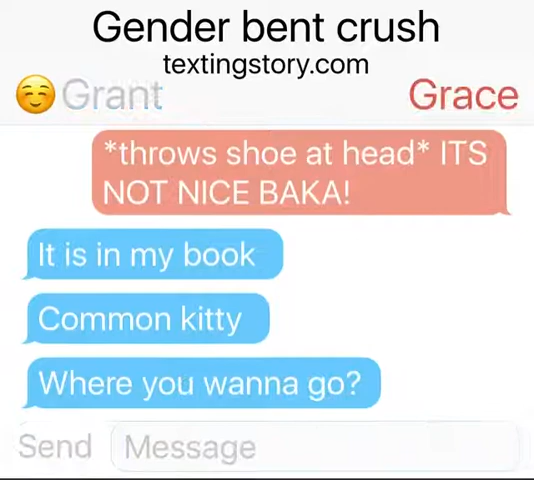 Gender bent crush
textingstory.com
Grant Grace
*throws shoe at head* ITS
NOT NICE BAKA!
It is in my book
Common kitty
Where you wanna go?
Send Message